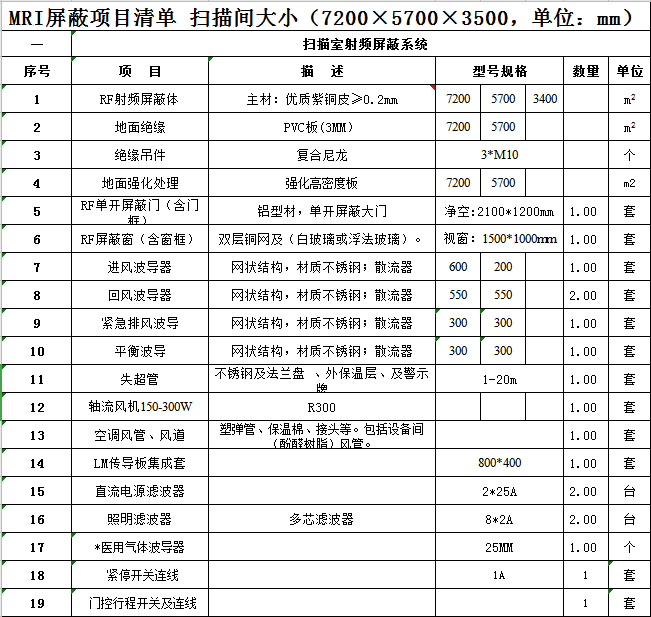 MRI屏蔽项目清单 扫描间大小（7200×5700×3500，单位：mm）
一 扫描室射频屏蔽系统
序号 项 目 描 述 型号规格 数量 单位
1 RF射频屏蔽体 主材：优质紫铜皮≥0.2mm 7200 5700 3400 m²
2 地面绝缘 PVC板(3MM) 7200 5700 m²
3 绝缘吊件 复合尼龙 3*M10 个
4 地面强化处理 强化高密度板 7200 5700 m2
5 RF单开屏蔽门（含门框） 铝型材，单开屏蔽大门 净空:2100*1200mm 1.00 套
6 RF屏蔽窗（含窗框） 双层铜网及（白玻璃或浮法玻璃）。 视窗：1500*1000mm 1.00 套
7 进风波导器 网状结构，材质不锈钢；散流器 600 200 1.00 套
8 回风波导器 网状结构，材质不锈钢；散流器 550 550 2.00 套
9 紧急排风波导 网状结构，材质不锈钢；散流器 300 300 1.00 套
10 平衡波导 网状结构，材质不锈钢；散流器 300 300 1.00 套
11 失超管 不锈钢及法兰盘 、外保温层、及警示牌 1-20m 1.00 套
12 轴流风机150-300W R300 1.00 套
13 空调风管、风道 塑弹管、保温棉、接头等。包括设备间（酚醛树脂）风管。 1.00 套
14 LM传导板集成套 800*400 1.00 套
15 直流电源滤波器 2*25A 2.00 台
16 照明滤波器 多芯滤波器 8*2A 2.00 台
17 *医用气体波导器 25MM 1.00 个
18 紧停开关连线 1A 1 套
19 门控行程开关及连线 1 套